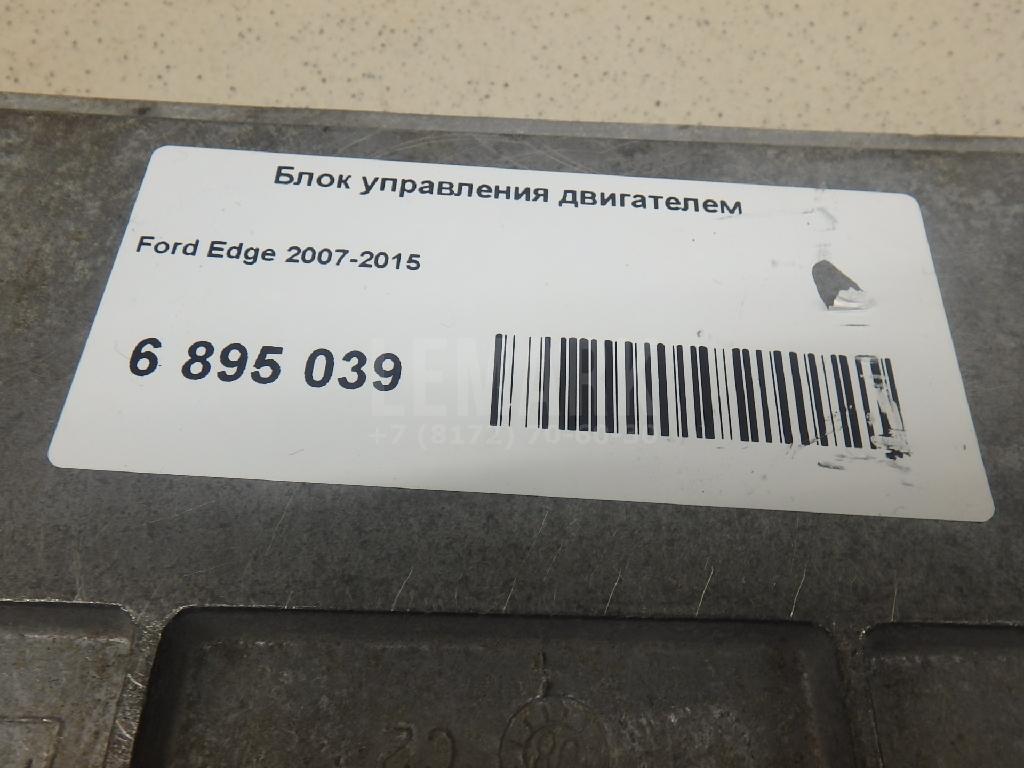 Блок управления двигателем
Ford Edge 2007-2015
6 895 039